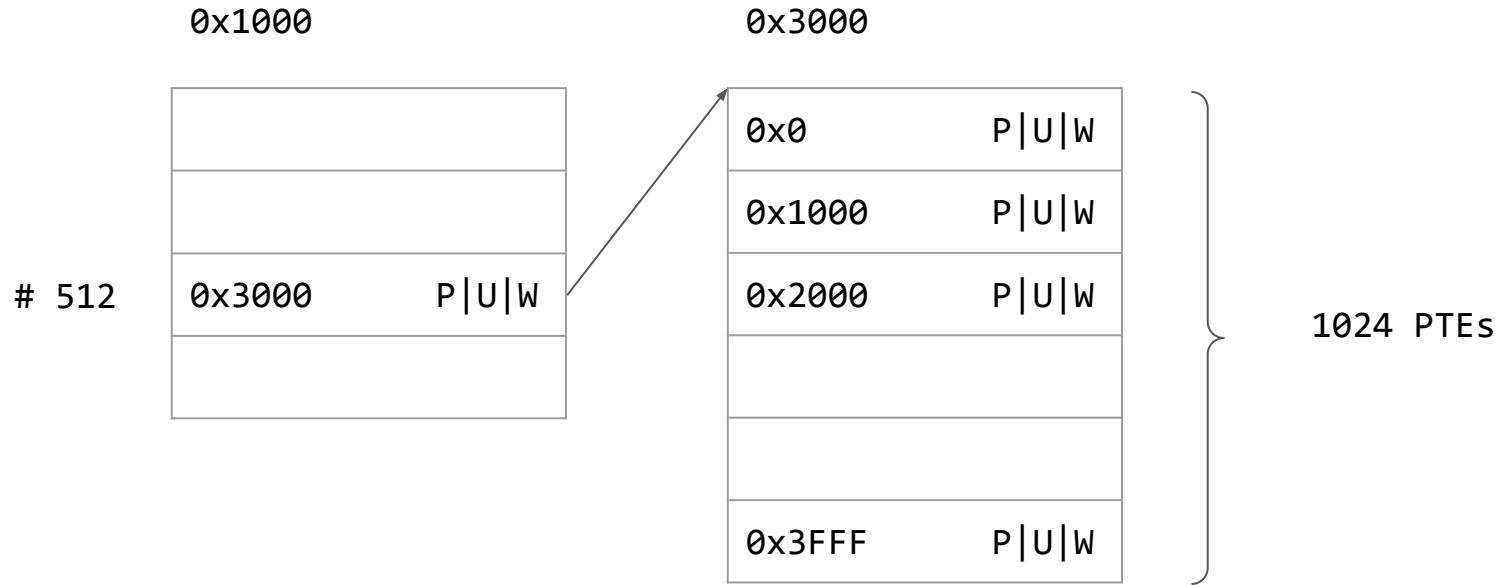 0x1000 0x3000
0x0 P|U|W
0x1000 P|U|W
# 512 0x3000 P|U|W 0x2000 P|U|W
1024 PTEs
0x3FFF P|U|W